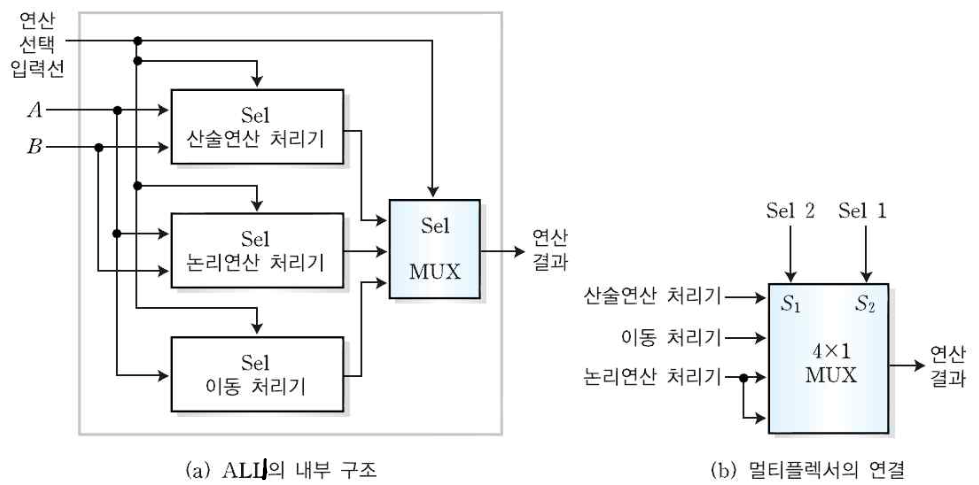 연산
선택
입력선
A
B
Sel
산술연산 처리기
Sel
논리연산 처리기
Sel
이동 처리기
Sel
MUX
연산
결과
(a) ALU의 내부 구조
Sel 2 Sel 1
산술연산 처리기
이동 처리기
논리연산 처리기
S1 S2
4×1
MUX
연산
결과
(b) 멀티플렉서의 연결